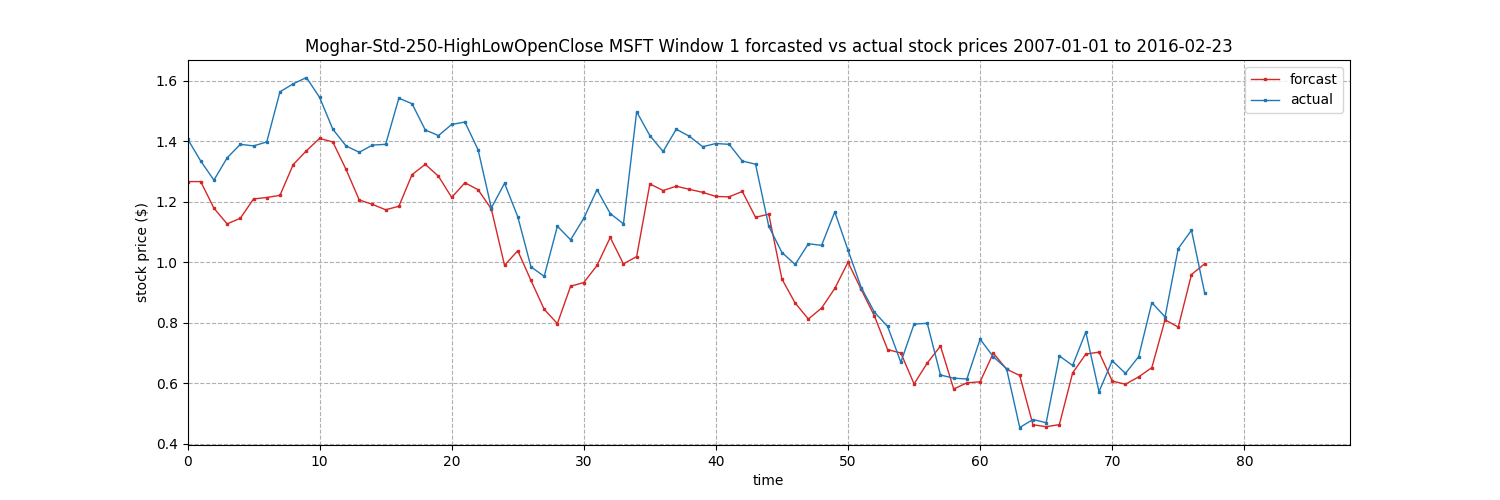 Moghar-Std-250-HighLowOpenClose MSFT Window 1 forcasted vs actual stock prices 2007-01-01 to 2016-02-23
forcast
actual
stock price ($)
1.6
1.4
1.2
1.0
0.8
0.6
0.4
0 10 20 30 40 50 60 70 80
time